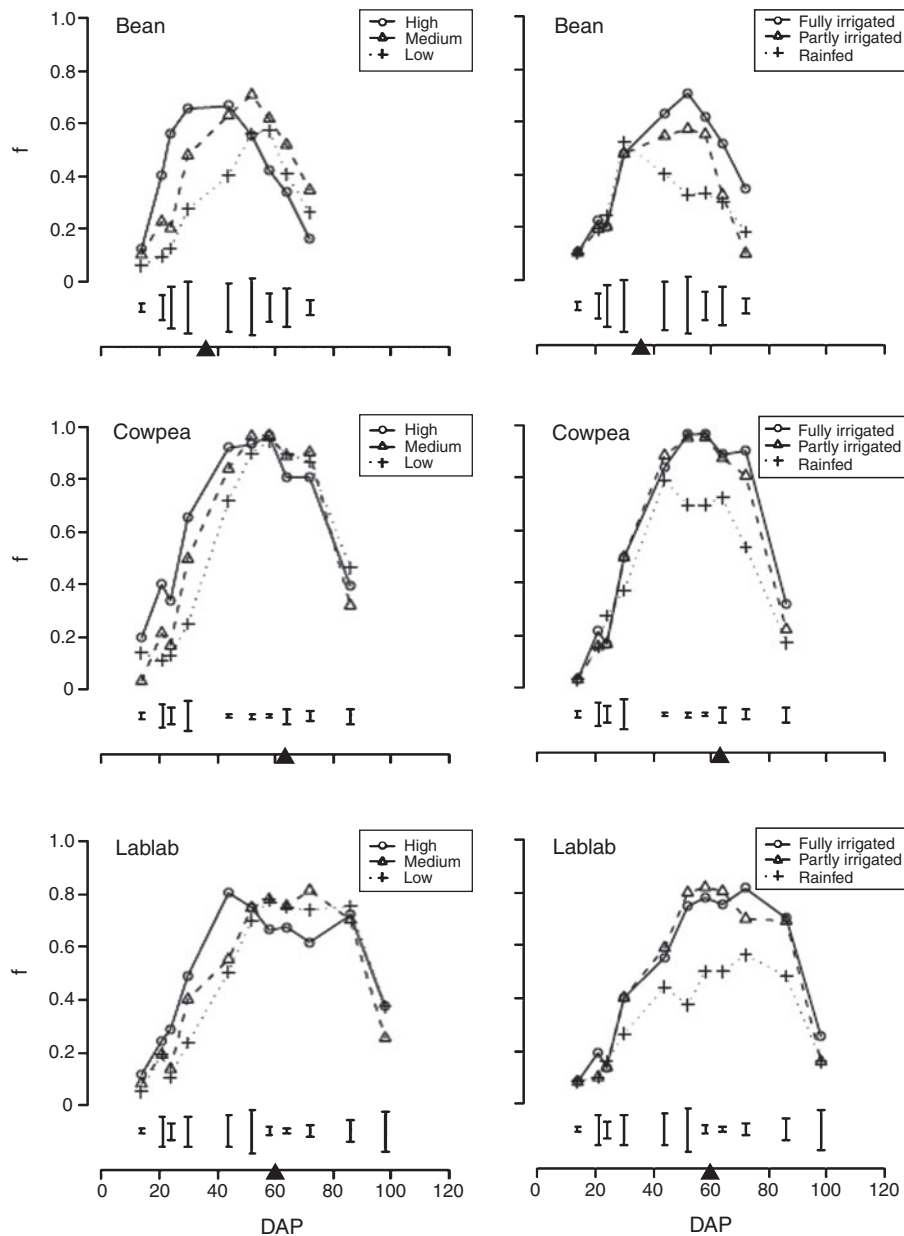 Bean
High
Medium
Low
1.0
0.8
0.6
0.4
0.2
0
f
Bean
Fully irrigated
Partly irrigated
Rainfed
Cowpea
High
Medium
Low
1.0
0.8
0.6
0.4
0.2
0
f
Cowpea
Fully irrigated
Partly irrigated
Rainfed
Lablab
High
Medium
Low
1.0
0.8
0.6
0.4
0.2
0
f
Lablab
Fully irrigated
Partly irrigated
Rainfed
0 20 40 60 80 100 120
DAP
0 20 40 60 80 100 120
DAP